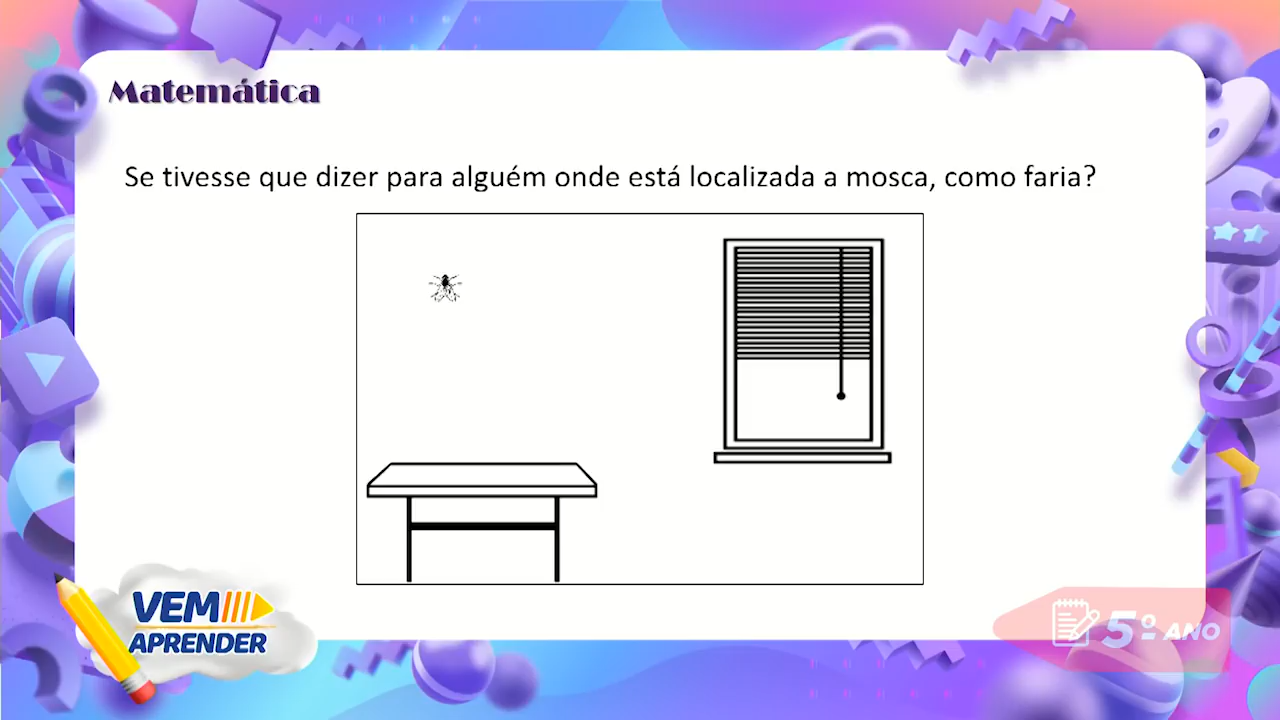 Matemática
Se tivesse que dizer para alguém onde está localizada a mosca, como faria?
VEM
APRENDER
5º ANO